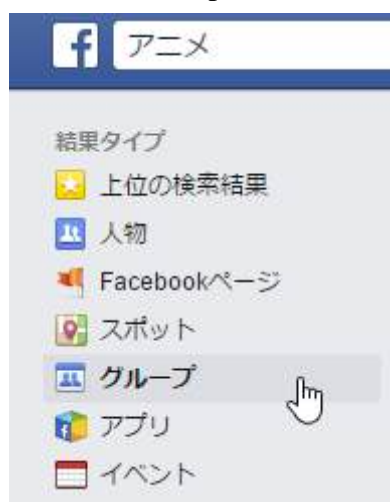 アニメ
結果タイプ
上位の検索結果
人物
Facebookページ
スポット
グループ
アプリ
イベント